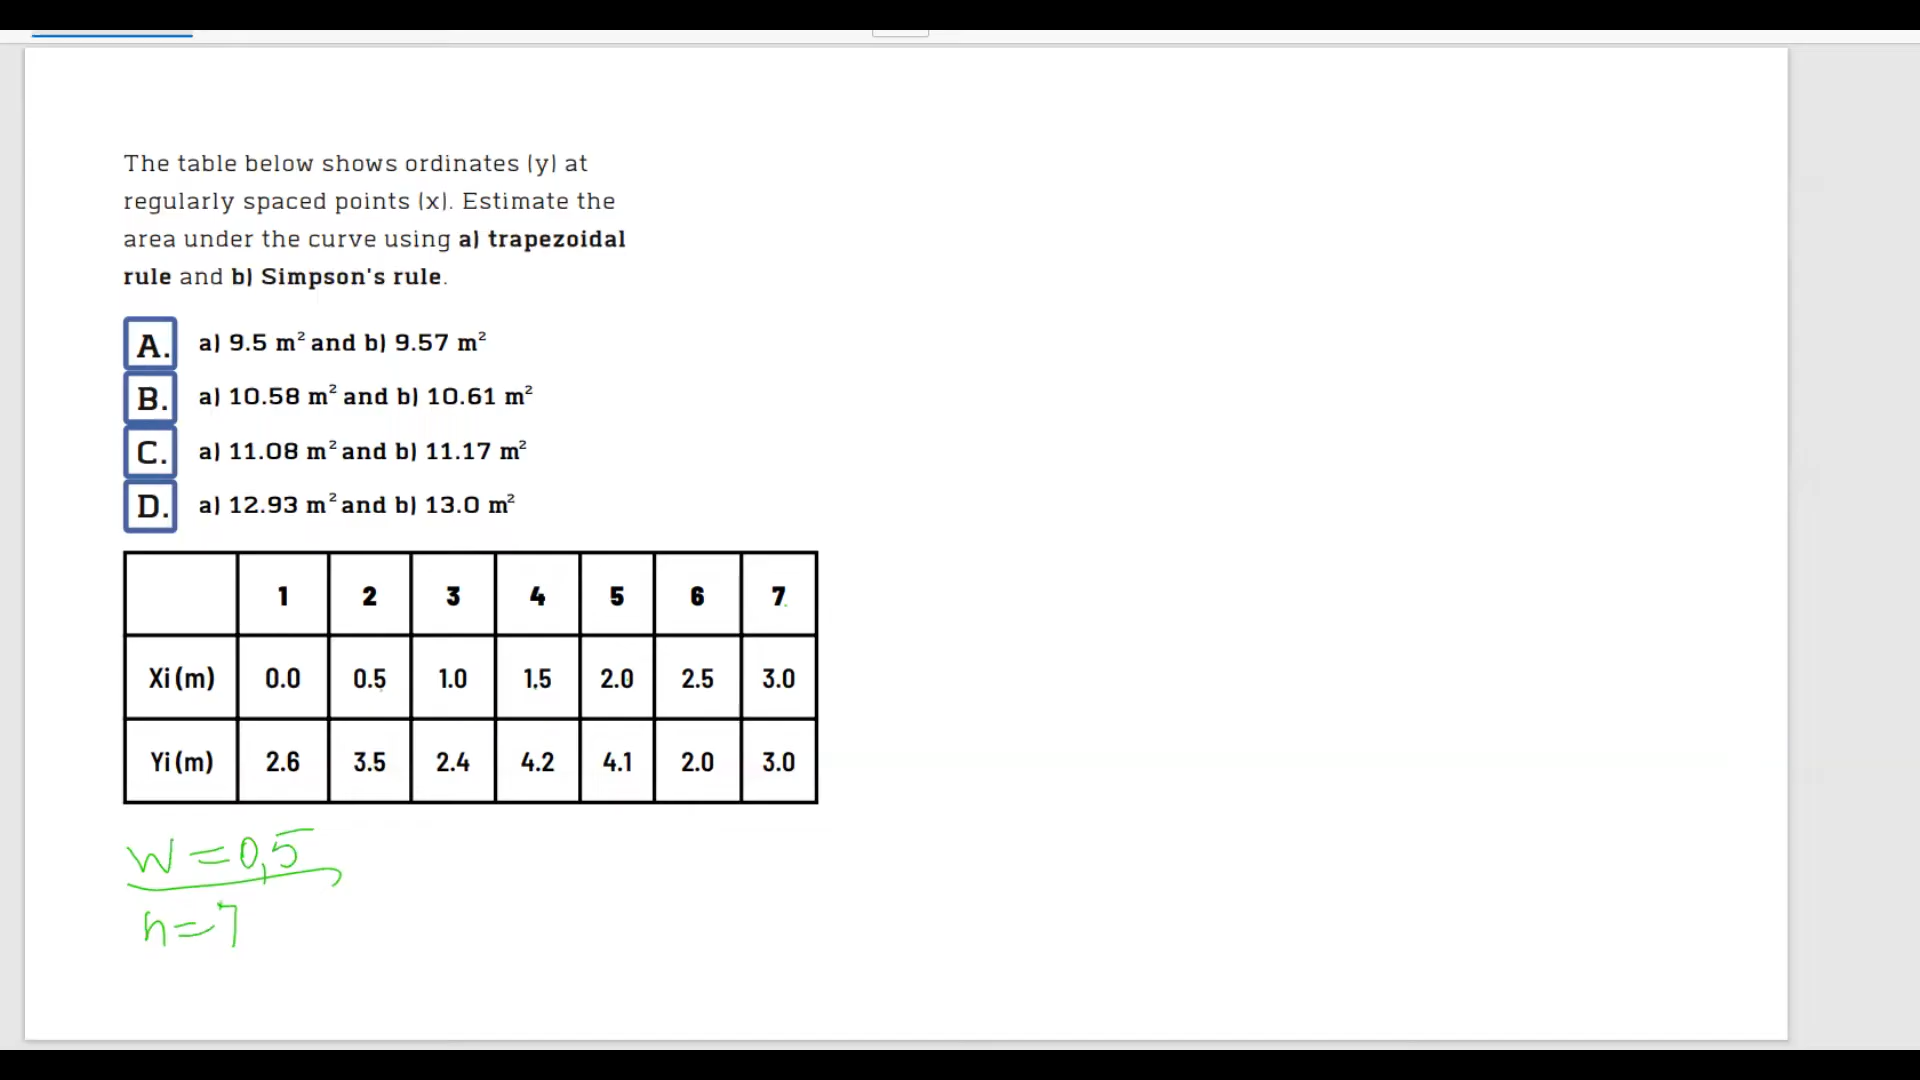 The table below shows ordinates (y) at
regularly spaced points (x). Estimate the
area under the curve using a) trapezoidal
rule and b) Simpson's rule.
A. a) 9.5 m² and b) 9.57 m²
B. a) 10.58 m² and b) 10.61 m²
C. a) 11.08 m² and b) 11.17 m²
D. a) 12.93 m² and b) 13.0 m²
1 2 3 4 5 6 7
Xi (m) 0.0 0.5 1.0 1.5 2.0 2.5 3.0
Yi (m) 2.6 3.5 2.4 4.2 4.1 2.0 3.0
W = 0,5
n = 7